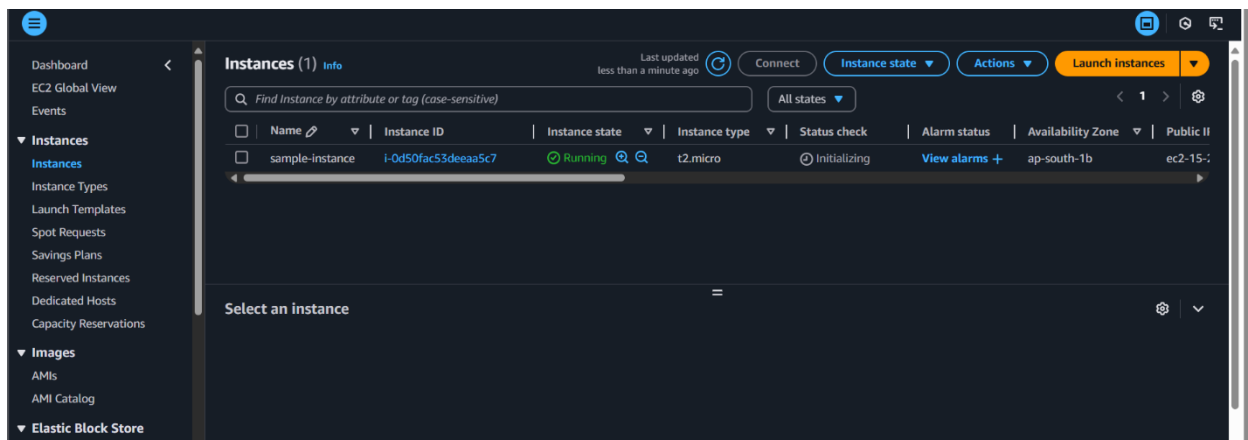 Dashboard
EC2 Global View
Events
Instances
Instances
Instance Types
Launch Templates
Spot Requests
Savings Plans
Reserved Instances
Dedicated Hosts
Capacity Reservations
Images
AMIs
AMI Catalog
Elastic Block Store
Instances (1) Info
Last updated
less than a minute ago
Connect Instance state Actions Launch instances
Find Instance by attribute or tag (case-sensitive) All states 1
Name Instance ID Instance state Instance type Status check Alarm status Availability Zone Public
sample-instance i-0d50fac53deeaa5c7 Running t2.micro Initializing View alarms + ap-south-1b ec2-15-
Select an instance